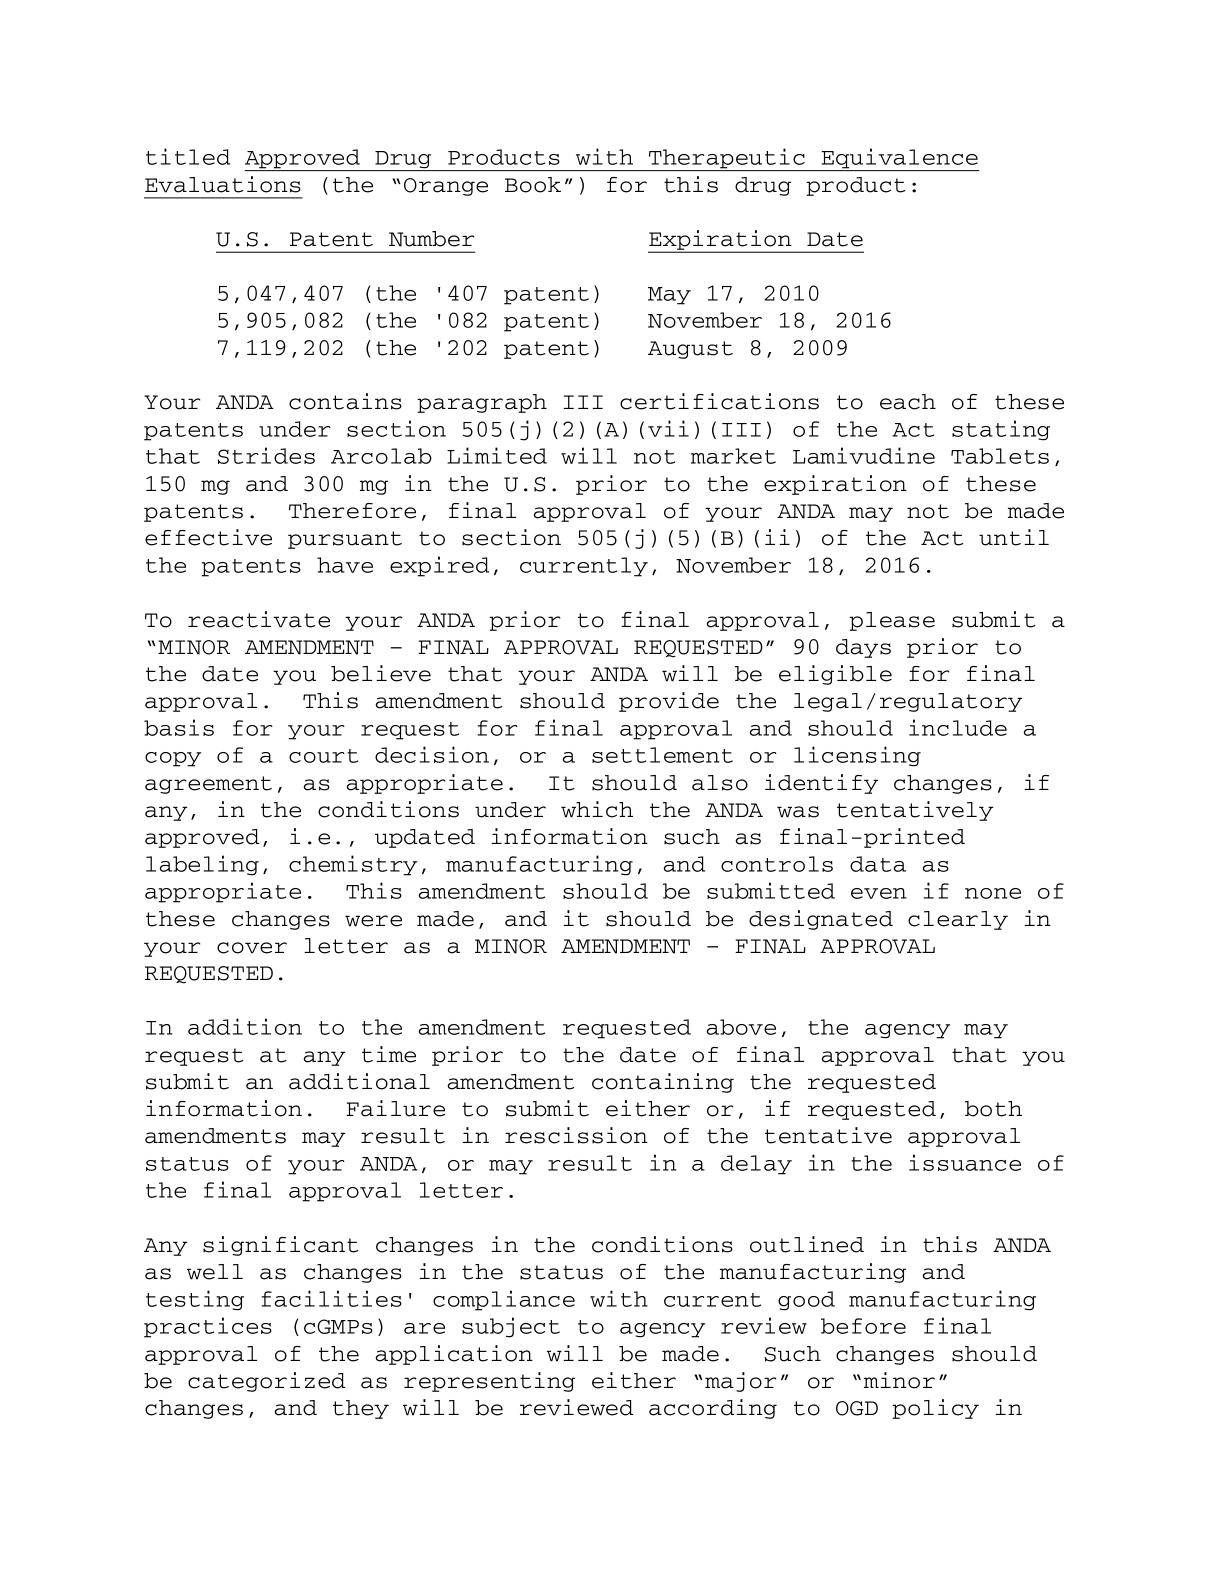 titled Approved Drug Products with Therapeutic Equivalence
Evaluations (the “Orange Book”) for this drug product:
U.S. Patent Number Expiration Date
5,047,407 (the '407 patent) May 17, 2010
5,905,082 (the '082 patent) November 18, 2016
7,119,202 (the '202 patent) August 8, 2009
Your ANDA contains paragraph III certifications to each of these
patents under section 505(j)(2)(A)(vii)(III) of the Act stating
that Strides Arcolab Limited will not market Lamivudine Tablets,
150 mg and 300 mg in the U.S. prior to the expiration of these
patents. Therefore, final approval of your ANDA may not be made
effective pursuant to section 505(j)(5)(B)(ii) of the Act until
the patents have expired, currently, November 18, 2016.
To reactivate your ANDA prior to final approval, please submit a
“MINOR AMENDMENT – FINAL APPROVAL REQUESTED” 90 days prior to
the date you believe that your ANDA will be eligible for final
approval. This amendment should provide the legal/regulatory
basis for your request for final approval and should include a
copy of a court decision, or a settlement or licensing
agreement, as appropriate. It should also identify changes, if
any, in the conditions under which the ANDA was tentatively
approved, i.e., updated information such as final-printed
labeling, chemistry, manufacturing, and controls data as
appropriate. This amendment should be submitted even if none of
these changes were made, and it should be designated clearly in
your cover letter as a MINOR AMENDMENT – FINAL APPROVAL
REQUESTED.
In addition to the amendment requested above, the agency may
request at any time prior to the date of final approval that you
submit an additional amendment containing the requested
information. Failure to submit either or, if requested, both
amendments may result in rescission of the tentative approval
status of your ANDA, or may result in a delay in the issuance of
the final approval letter.
Any significant changes in the conditions outlined in this ANDA
as well as changes in the status of the manufacturing and
testing facilities' compliance with current good manufacturing
practices (cGMPs) are subject to agency review before final
approval of the application will be made. Such changes should
be categorized as representing either “major” or “minor”
changes, and they will be reviewed according to OGD policy in